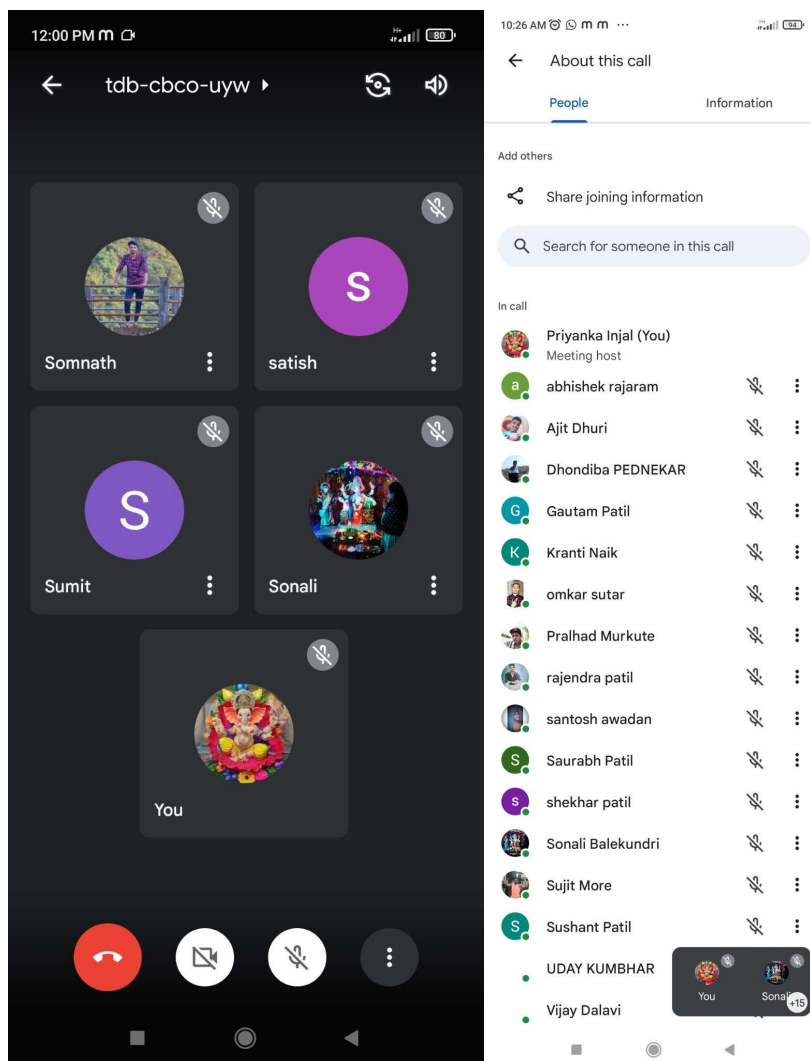 12:00 PM m H+ 80
tdb-cbco-uyw
S
Somnath satish
S
Sumit Sonali
You
10:26 AM m m ... H+ 94
About this call
People Information
Add others
Share joining information
Search for someone in this call
In call
Priyanka Injal (You)
Meeting host
a abhishek rajaram
Ajit Dhuri
Dhondiba PEDNEKAR
G Gautam Patil
K Kranti Naik
omkar sutar
Pralhad Murkute
rajendra patil
santosh awadan
S Saurabh Patil
s shekhar patil
Sonali Balekundri
Sujit More
S Sushant Patil
UDAY KUMBHAR
Vijay Dalavi
You Sonali +15